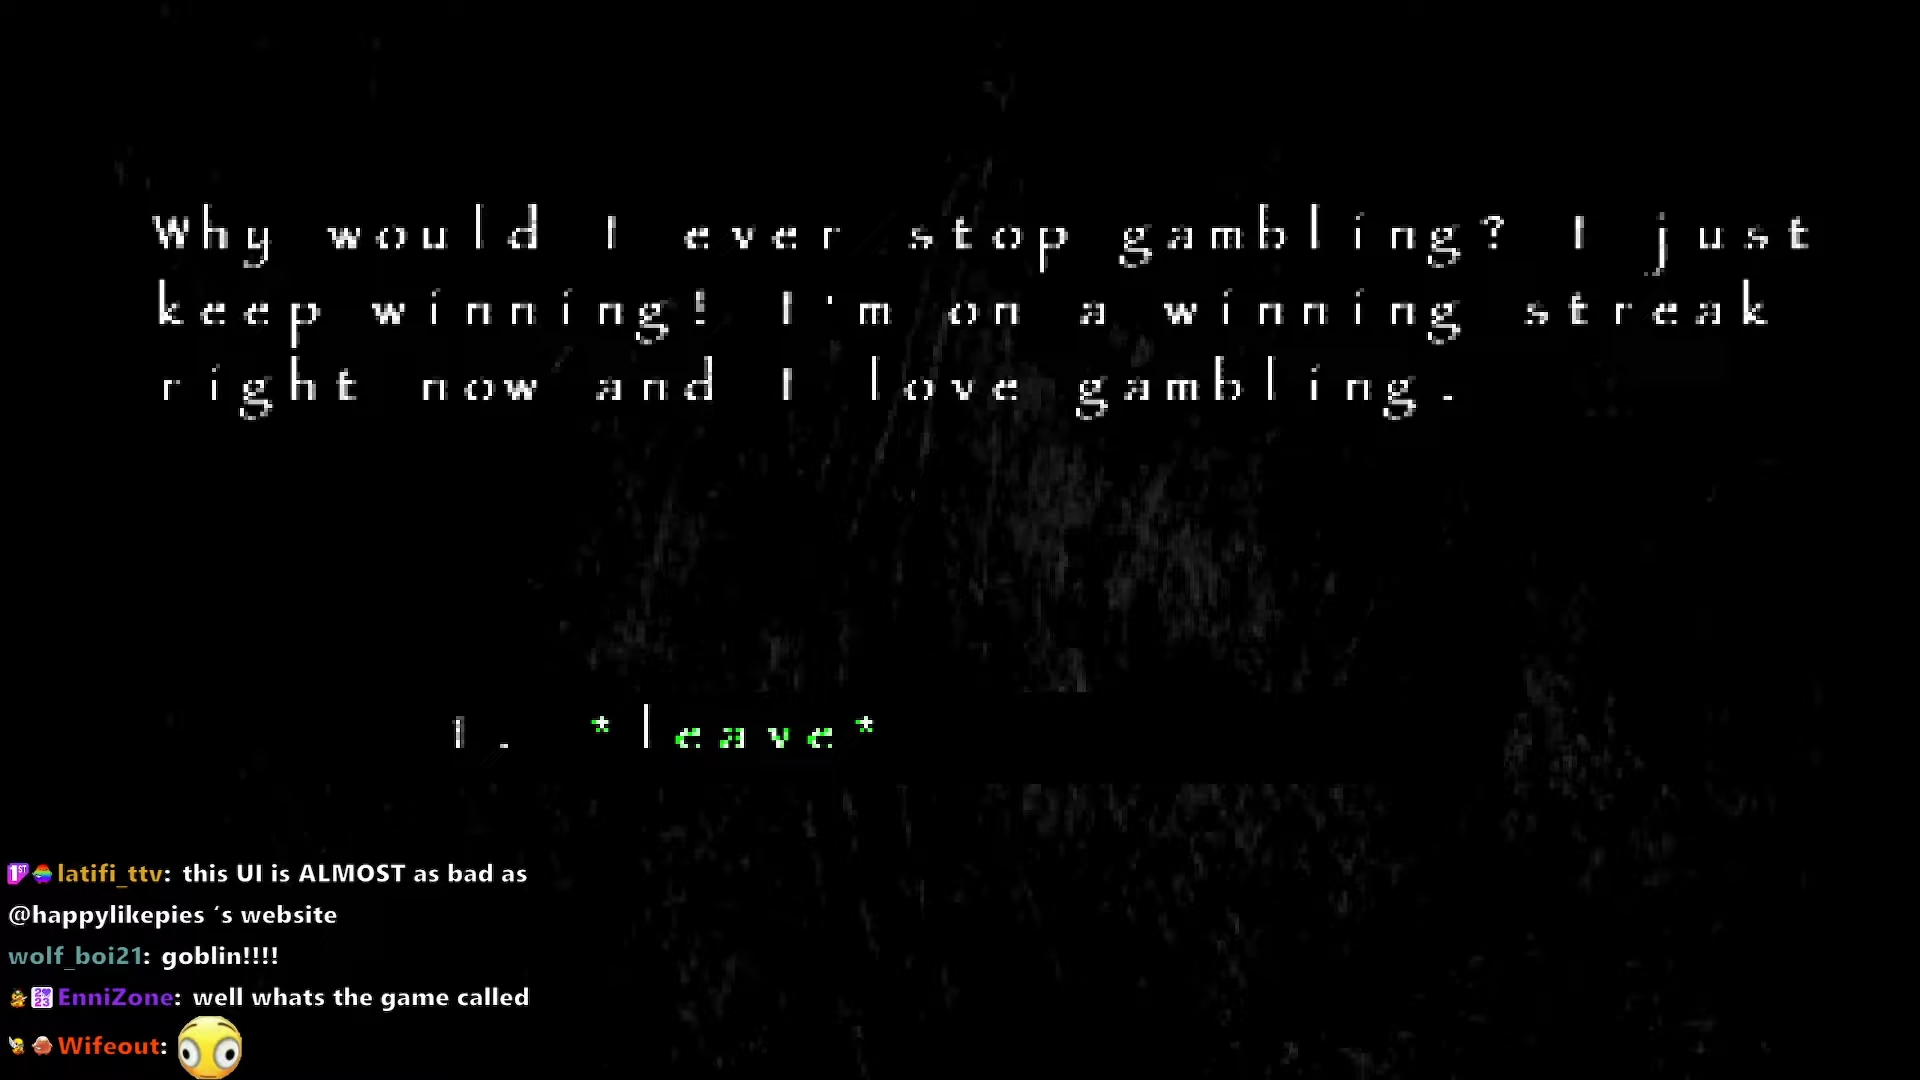 Why would I ever stop gambling? I just
keep winning! I'm on a winning streak
right now and I love gambling.
1. *leave*
latifi_ttv: this UI is ALMOST as bad as
@happylikepies ´s website
wolf_boi21: goblin!!!!
EnniZone: well whats the game called
Wifeout: